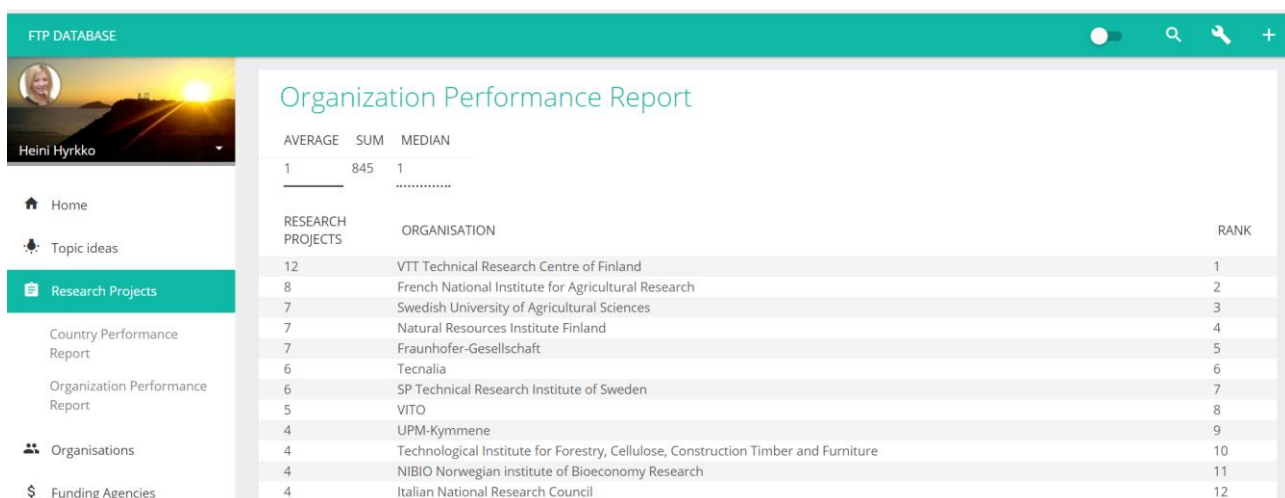 FTP DATABASE
Heini Hyrkko
Home
Topic ideas
Research Projects
Country Performance
Report
Organization Performance
Report
Organisations
Funding Agencies
Organization Performance Report
AVERAGE SUM MEDIAN
1 845 1
RESEARCH
PROJECTS
ORGANISATION
RANK
12 VTT Technical Research Centre of Finland 1
8 French National Institute for Agricultural Research 2
7 Swedish University of Agricultural Sciences 3
7 Natural Resources Institute Finland 4
7 Fraunhofer-Gesellschaft 5
6 Tecnalia 6
6 SP Technical Research Institute of Sweden 7
5 VITO 8
4 UPM-Kymmene 9
4 Technological Institute for Forestry, Cellulose, Construction Timber and Furniture 10
4 NIBIO Norwegian institute of Bioeconomy Research 11
4 Italian National Research Council 12